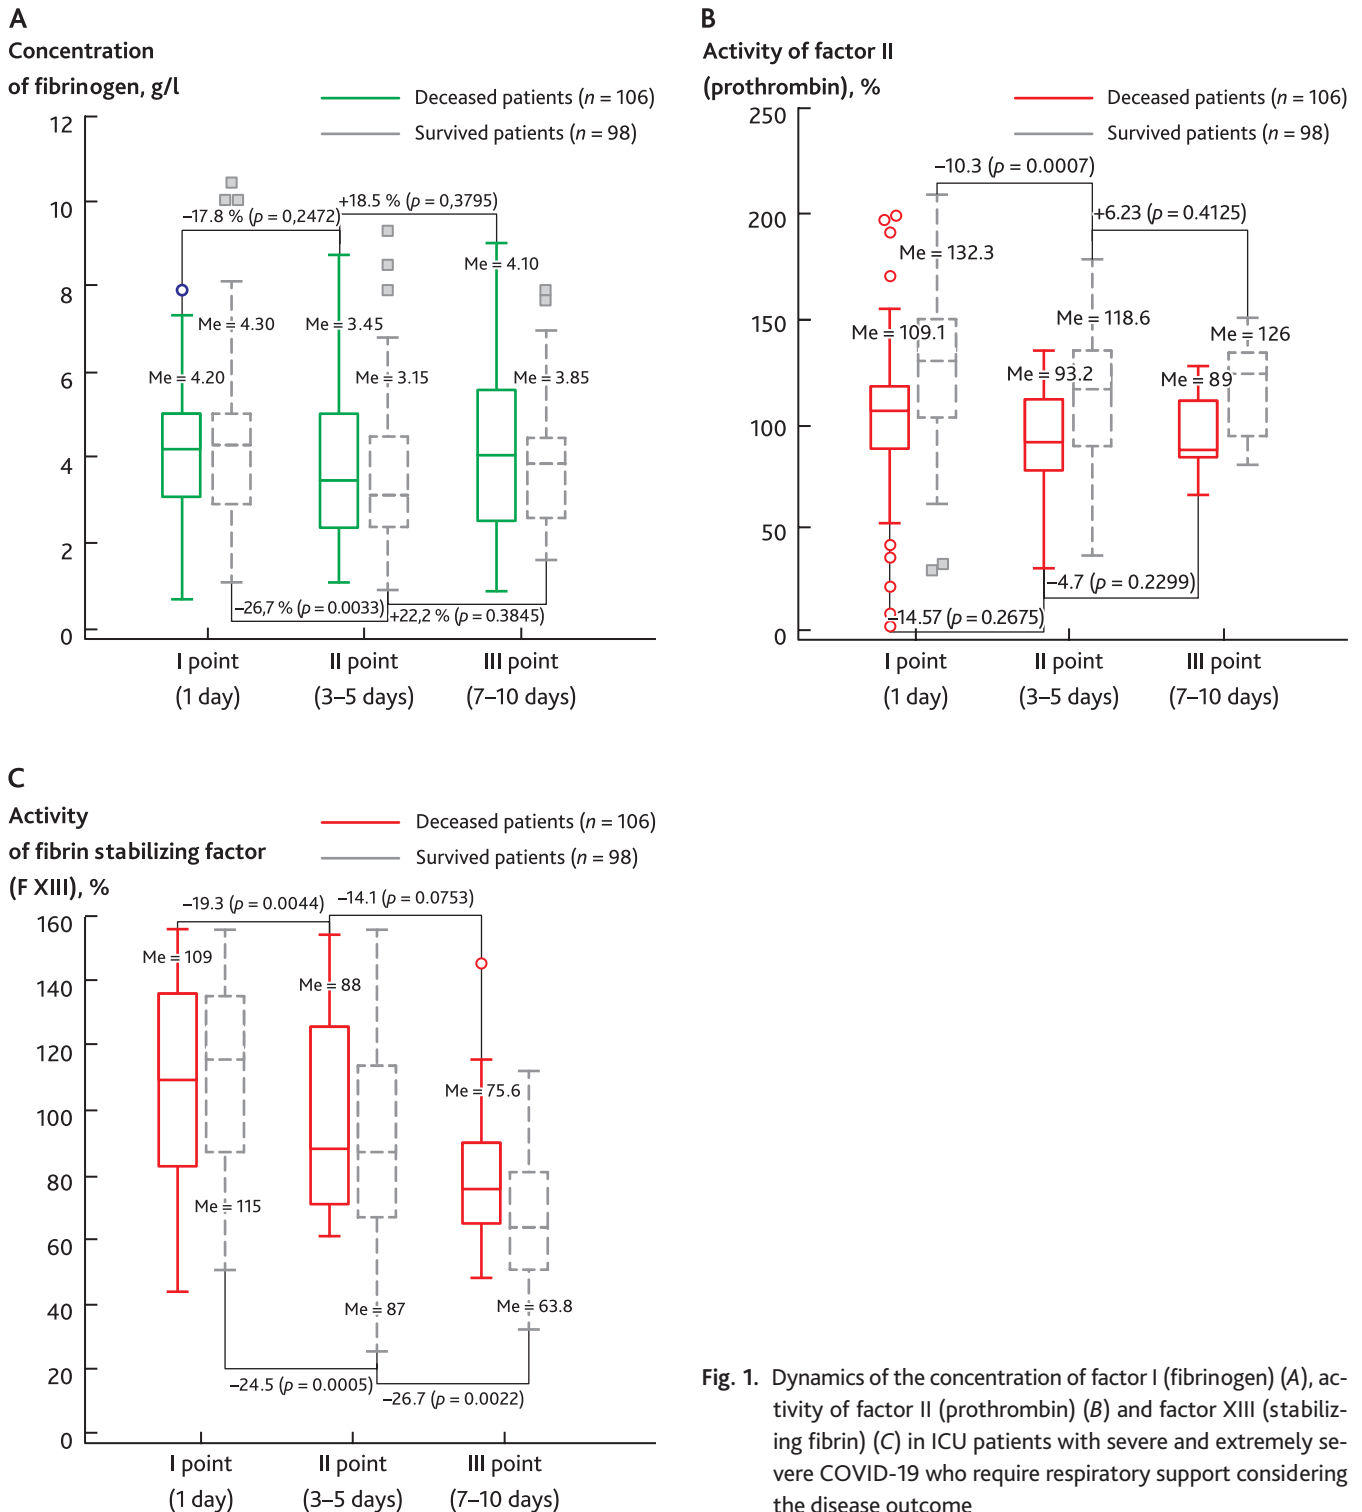 A
Concentration
of fibrinogen, g/l
Deceased patients (n = 106)
Survived patients (n = 98)
12
10
8
6
4
2
0
–17.8 % (p = 0,2472)
+18.5 % (p = 0,3795)
Me = 4.10
Me = 4.30
Me = 3.45
Me = 4.20
Me = 3.15
Me = 3.85
–26,7 % (p = 0.0033)
+22,2 % (p = 0.3845)
I point
(1 day)
II point
(3–5 days)
III point
(7–10 days)
B
Activity of factor II
(prothrombin), %
Deceased patients (n = 106)
Survived patients (n = 98)
250
200
150
100
50
0
–10.3 (p = 0.0007)
+6.23 (p = 0.4125)
Me = 132.3
Me = 109.1
Me = 118.6
Me = 126
Me = 93.2
Me = 89
–4.7 (p = 0.2299)
–14.57 (p = 0.2675)
I point
(1 day)
II point
(3–5 days)
III point
(7–10 days)
C
Activity
of fibrin stabilizing factor
(F XIII), %
Deceased patients (n = 106)
Survived patients (n = 98)
160
140
120
100
80
60
40
20
0
–19.3 (p = 0.0044)
–14.1 (p = 0.0753)
Me = 109
Me = 88
Me = 75.6
Me = 115
Me = 87
Me = 63.8
–24.5 (p = 0.0005)
–26.7 (p = 0.0022)
I point
(1 day)
II point
(3–5 days)
III point
(7–10 days)
Fig. 1. Dynamics of the concentration of factor I (fibrinogen) (A), ac-
tivity of factor II (prothrombin) (B) and factor XIII (stabiliz-
ing fibrin) (C) in ICU patients with severe and extremely se-
vere COVID-19 who require respiratory support considering
the disease outcome